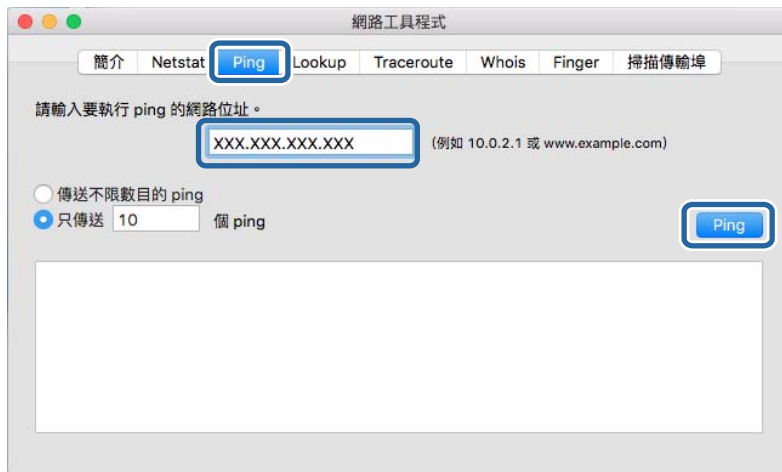 網路工具程式
簡介 Netstat Ping Lookup Traceroute Whois Finger 掃描傳輸埠
請輸入要執行 ping 的網路位址。
XXX.XXX.XXX.XXX (例如 10.0.2.1 或 www.example.com)
傳送不限數目的 ping
只傳送 10 個 ping Ping